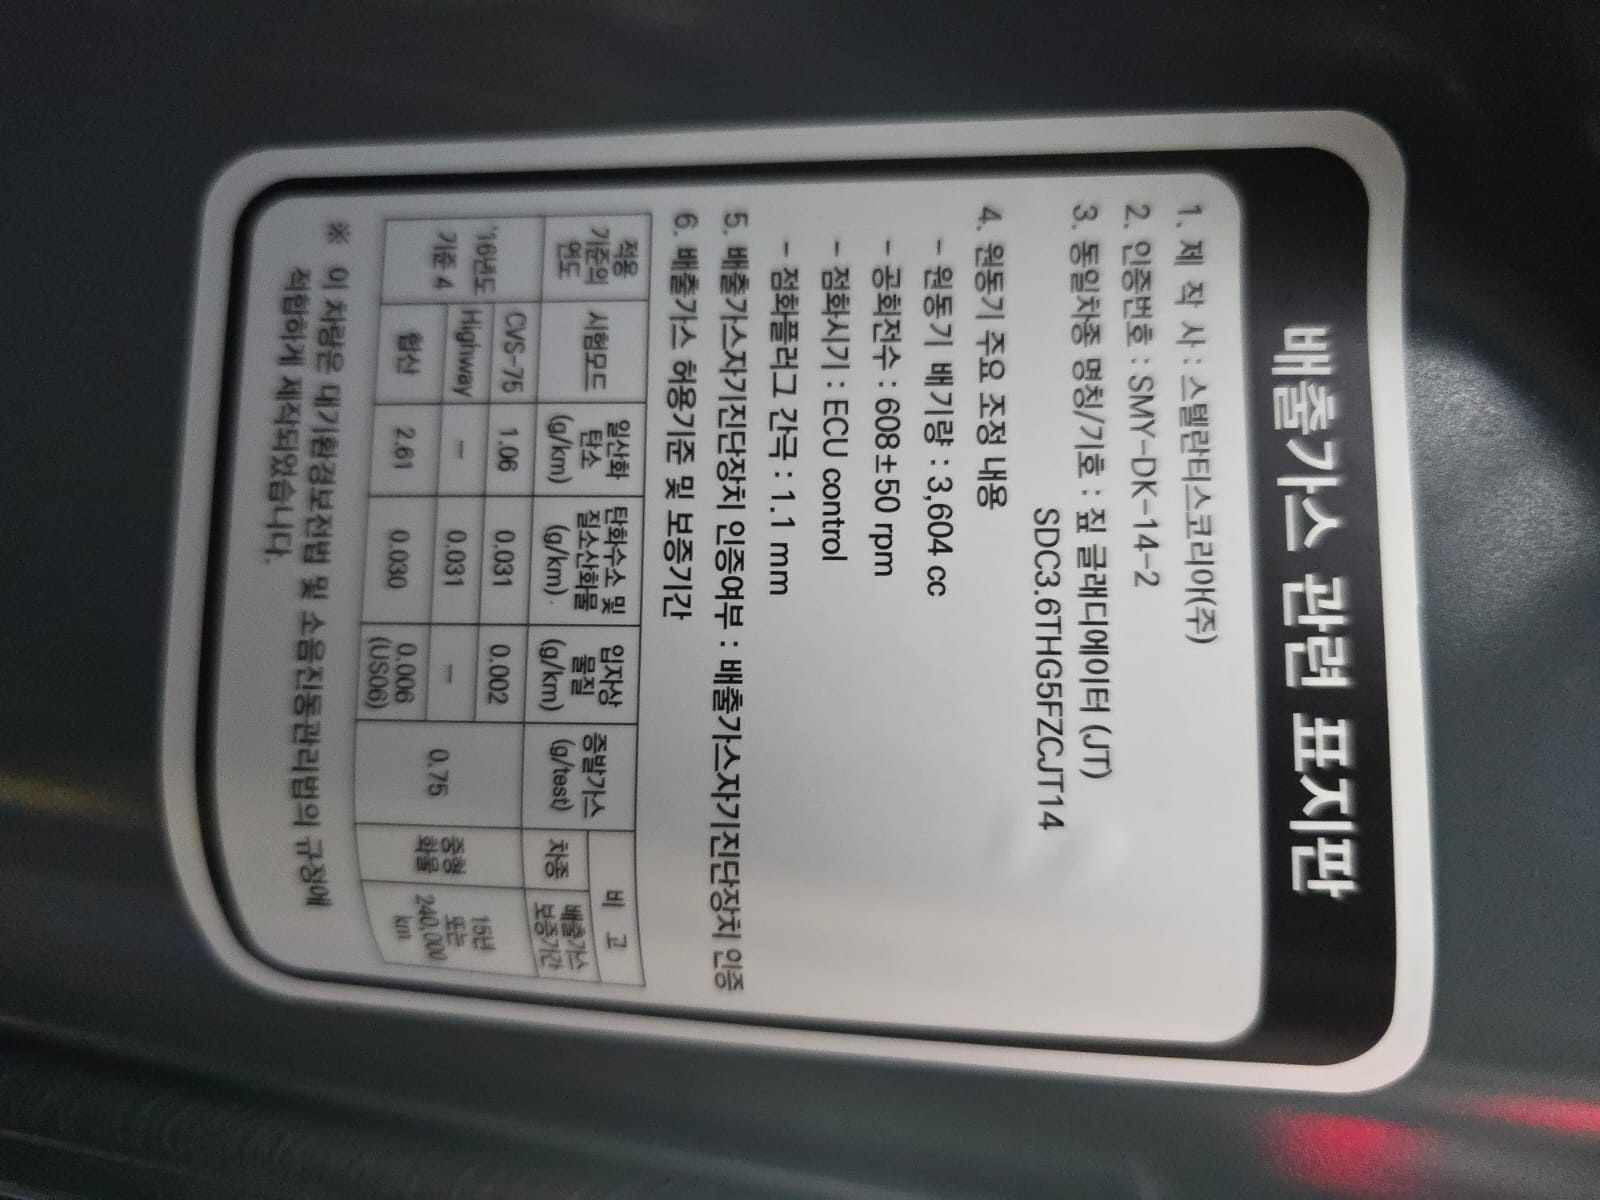 배출가스 관련 표지판
1. 제 작 사 : 스텔란티스코리아(주)
2. 인증번호 : SMY-DK-14-2
3. 동일차종 명칭/기호 : 짚 글래디에이터 (JT)
SDC3.6THG5FZCJT14
4. 원동기 주요 조정 내용
- 원동기 배기량 : 3,604 cc
- 공회전수 : 608±50 rpm
- 점화시기 : ECU control
- 점화플러그 간극 : 1.1 mm
5. 배출가스자기진단장치 인증여부 : 배출가스자기진단장치 인증
6. 배출가스 허용기준 및 보증기간
적용 기준의 연도 시험모드 일산화 탄소 (g/km) 탄화수소 및 질소산화물 (g/km) 입자상 물질 (g/km) 증발가스 (g/test) 비 고
차종 배출가스 보증기간
'16년도 기준 4 CVS-75 1.06 0.031 0.002 0.75 중형 화물 15년 또는 240,000 km
Highway - 0.031 -
합산 2.61 0.030 0.006 (US06)
※ 이 차량은 대기환경보전법 및 소음진동관리법의 규정에
적합하게 제작되었습니다.